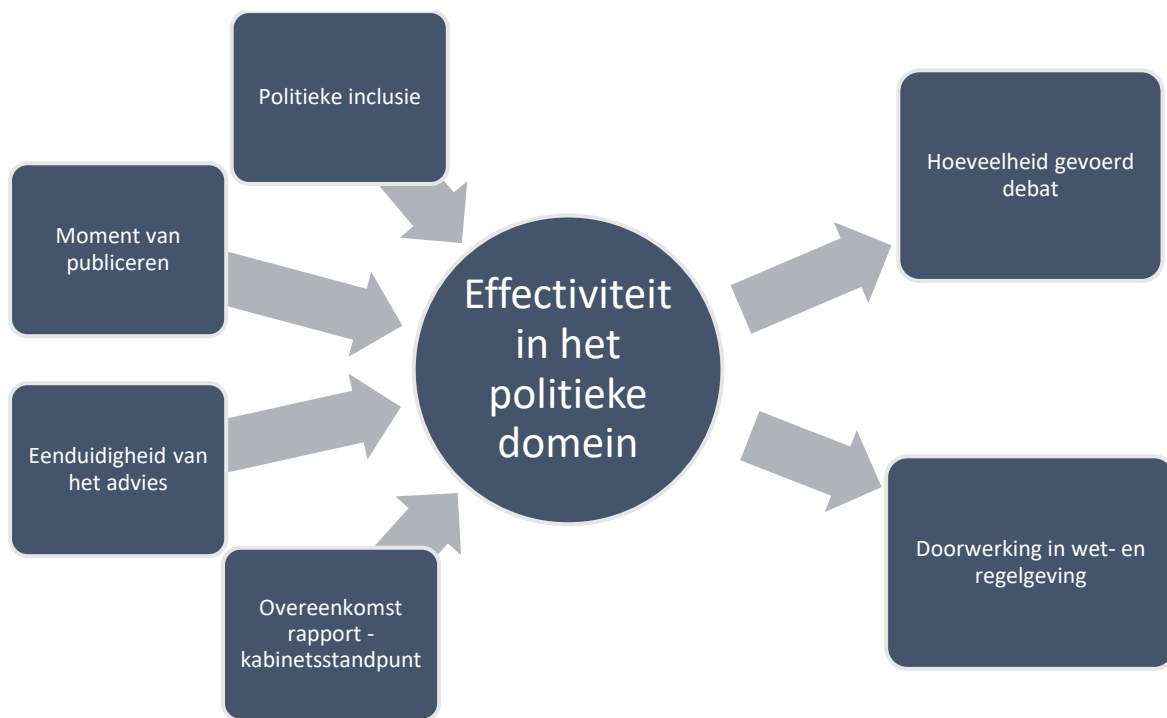 Politieke inclusie
Moment van
publiceren
Eenduidigheid van
het advies
Overeenkomst
rapport -
kabinetsstandpunt
Effectiviteit
in het
politieke
domein
Hoeveelheid gevoerd
debat
Doorwerking in wet- en
regelgeving